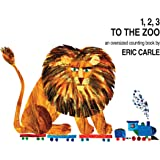 1, 2, 3
TO THE ZOO
an oversized counting book by
ERIC CARLE